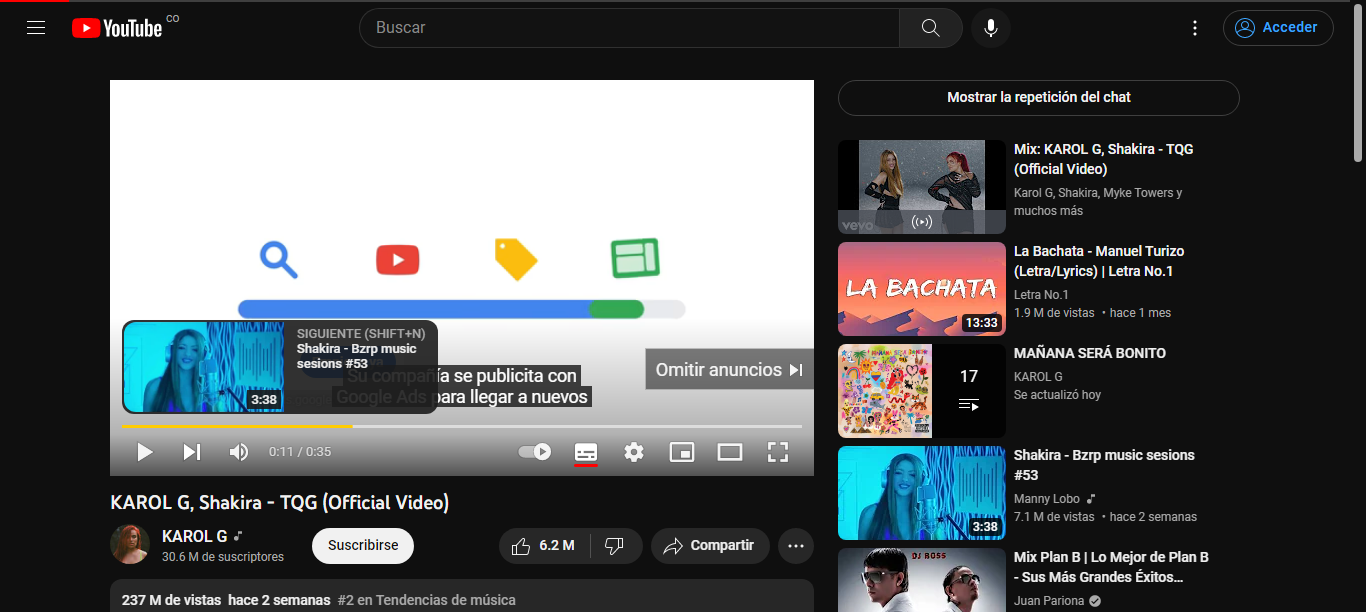 YouTube CO
Buscar
Acceder
SIGUIENTE (SHIFT+N)
Shakira - Bzrp music
sesions #53
3:38
Su compañía se publicita con
Google Ads para llegar a nuevos
Omitir anuncios
0:11 / 0:35
KAROL G, Shakira - TQG (Official Video)
KAROL G
30.6 M de suscriptores
Suscribirse
6.2 M
Compartir
237 M de vistas hace 2 semanas #2 en Tendencias de música
Mostrar la repetición del chat
vevo
Mix: KAROL G, Shakira - TQG
(Official Video)
Karol G, Shakira, Myke Towers y
muchos más
LA BACHATA
13:33
La Bachata - Manuel Turizo
(Letra/Lyrics) | Letra No.1
Letra No.1
1.9 M de vistas • hace 1 mes
MAÑANA SERÁ BONITO
17
MAÑANA SERÁ BONITO
KAROL G
Se actualizó hoy
3:38
Shakira - Bzrp music sesions
#53
Manny Lobo
7.1 M de vistas • hace 2 semanas
DJ BOSS
Mix Plan B | Lo Mejor de Plan B
- Sus Más Grandes Éxitos...
Juan Pariona